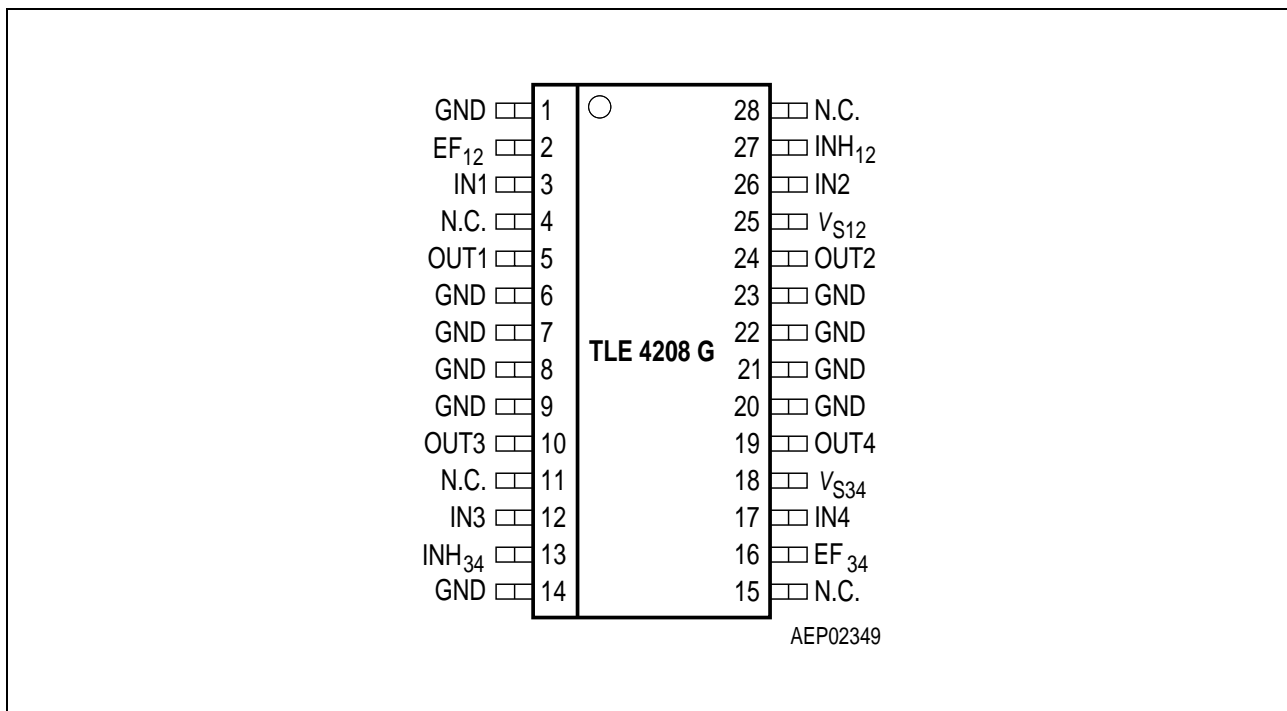 GND 1 28 N.C.
EF12 2 27 INH12
IN1 3 26 IN2
N.C. 4 25 VS12
OUT1 5 24 OUT2
GND 6 23 GND
GND 7 22 GND
TLE 4208 G
GND 8 21 GND
GND 9 20 GND
OUT3 10 19 OUT4
N.C. 11 18 VS34
IN3 12 17 IN4
INH34 13 16 EF34
GND 14 15 N.C.
AEP02349